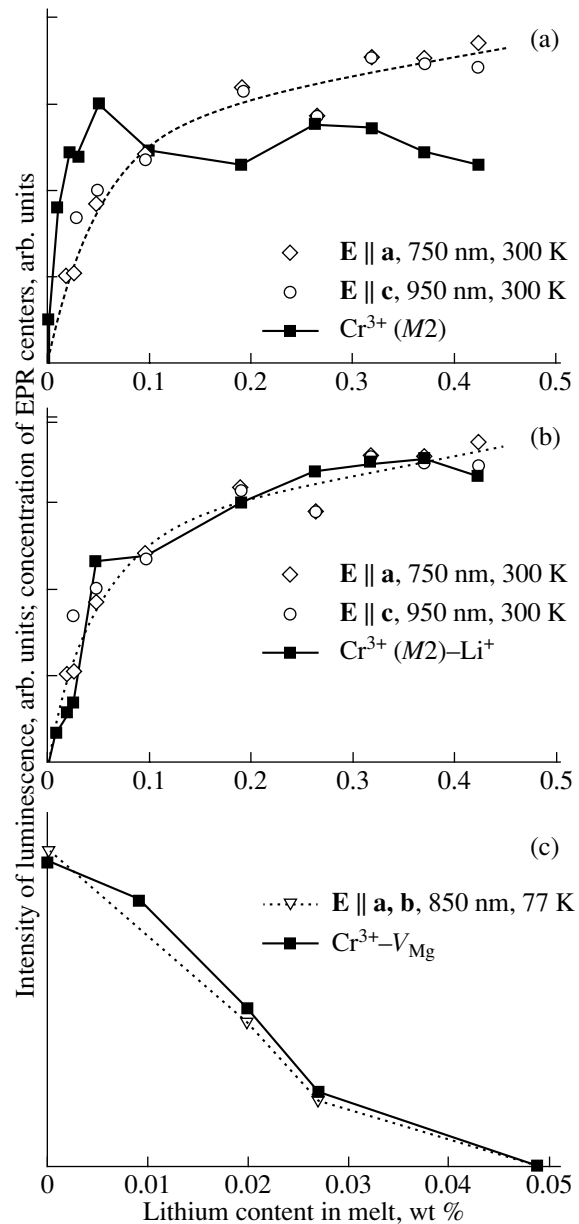 Intensity of luminescence, arb. units; concentration of EPR centers, arb. units
(a)
E || a, 750 nm, 300 K
E || c, 950 nm, 300 K
Cr³⁺ (M2)
0 0.1 0.2 0.3 0.4 0.5
(b)
E || a, 750 nm, 300 K
E || c, 950 nm, 300 K
Cr³⁺ (M2)–Li⁺
0 0.1 0.2 0.3 0.4 0.5
(c)
E || a, b, 850 nm, 77 K
Cr³⁺–V_Mg
0 0.01 0.02 0.03 0.04 0.05
Lithium content in melt, wt %